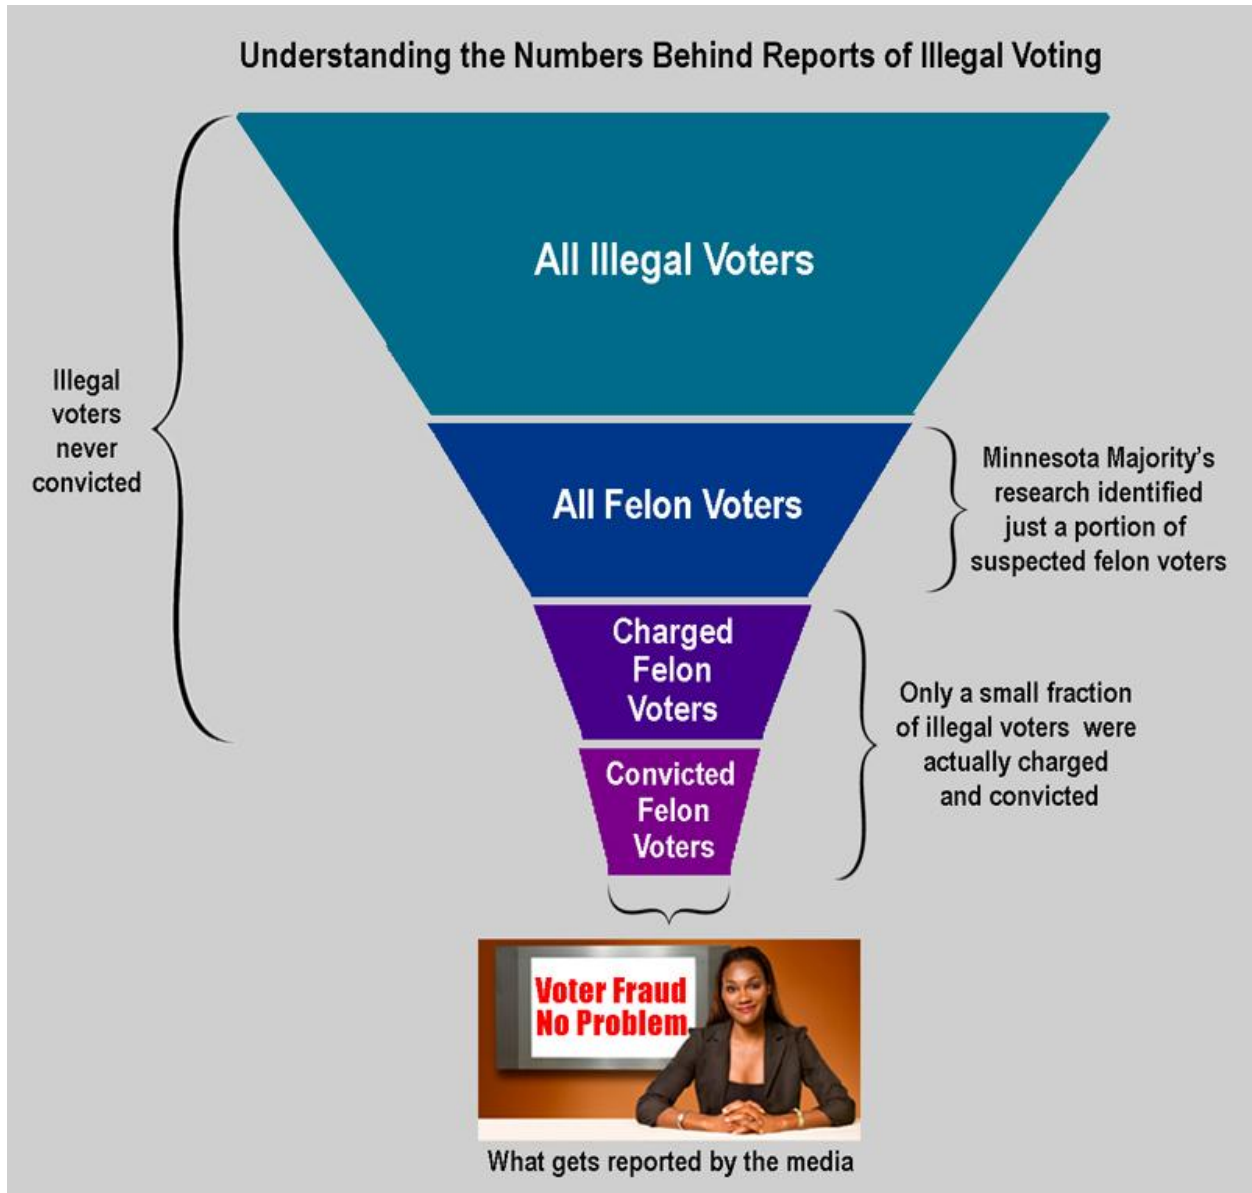 Understanding the Numbers Behind Reports of Illegal Voting
All Illegal Voters
Illegal
voters
never
convicted
All Felon Voters
Minnesota Majority's
research identified
just a portion of
suspected felon voters
Charged
Felon
Voters
Only a small fraction
of illegal voters were
actually charged
and convicted
Convicted
Felon
Voters
Voter Fraud
No Problem
What gets reported by the media